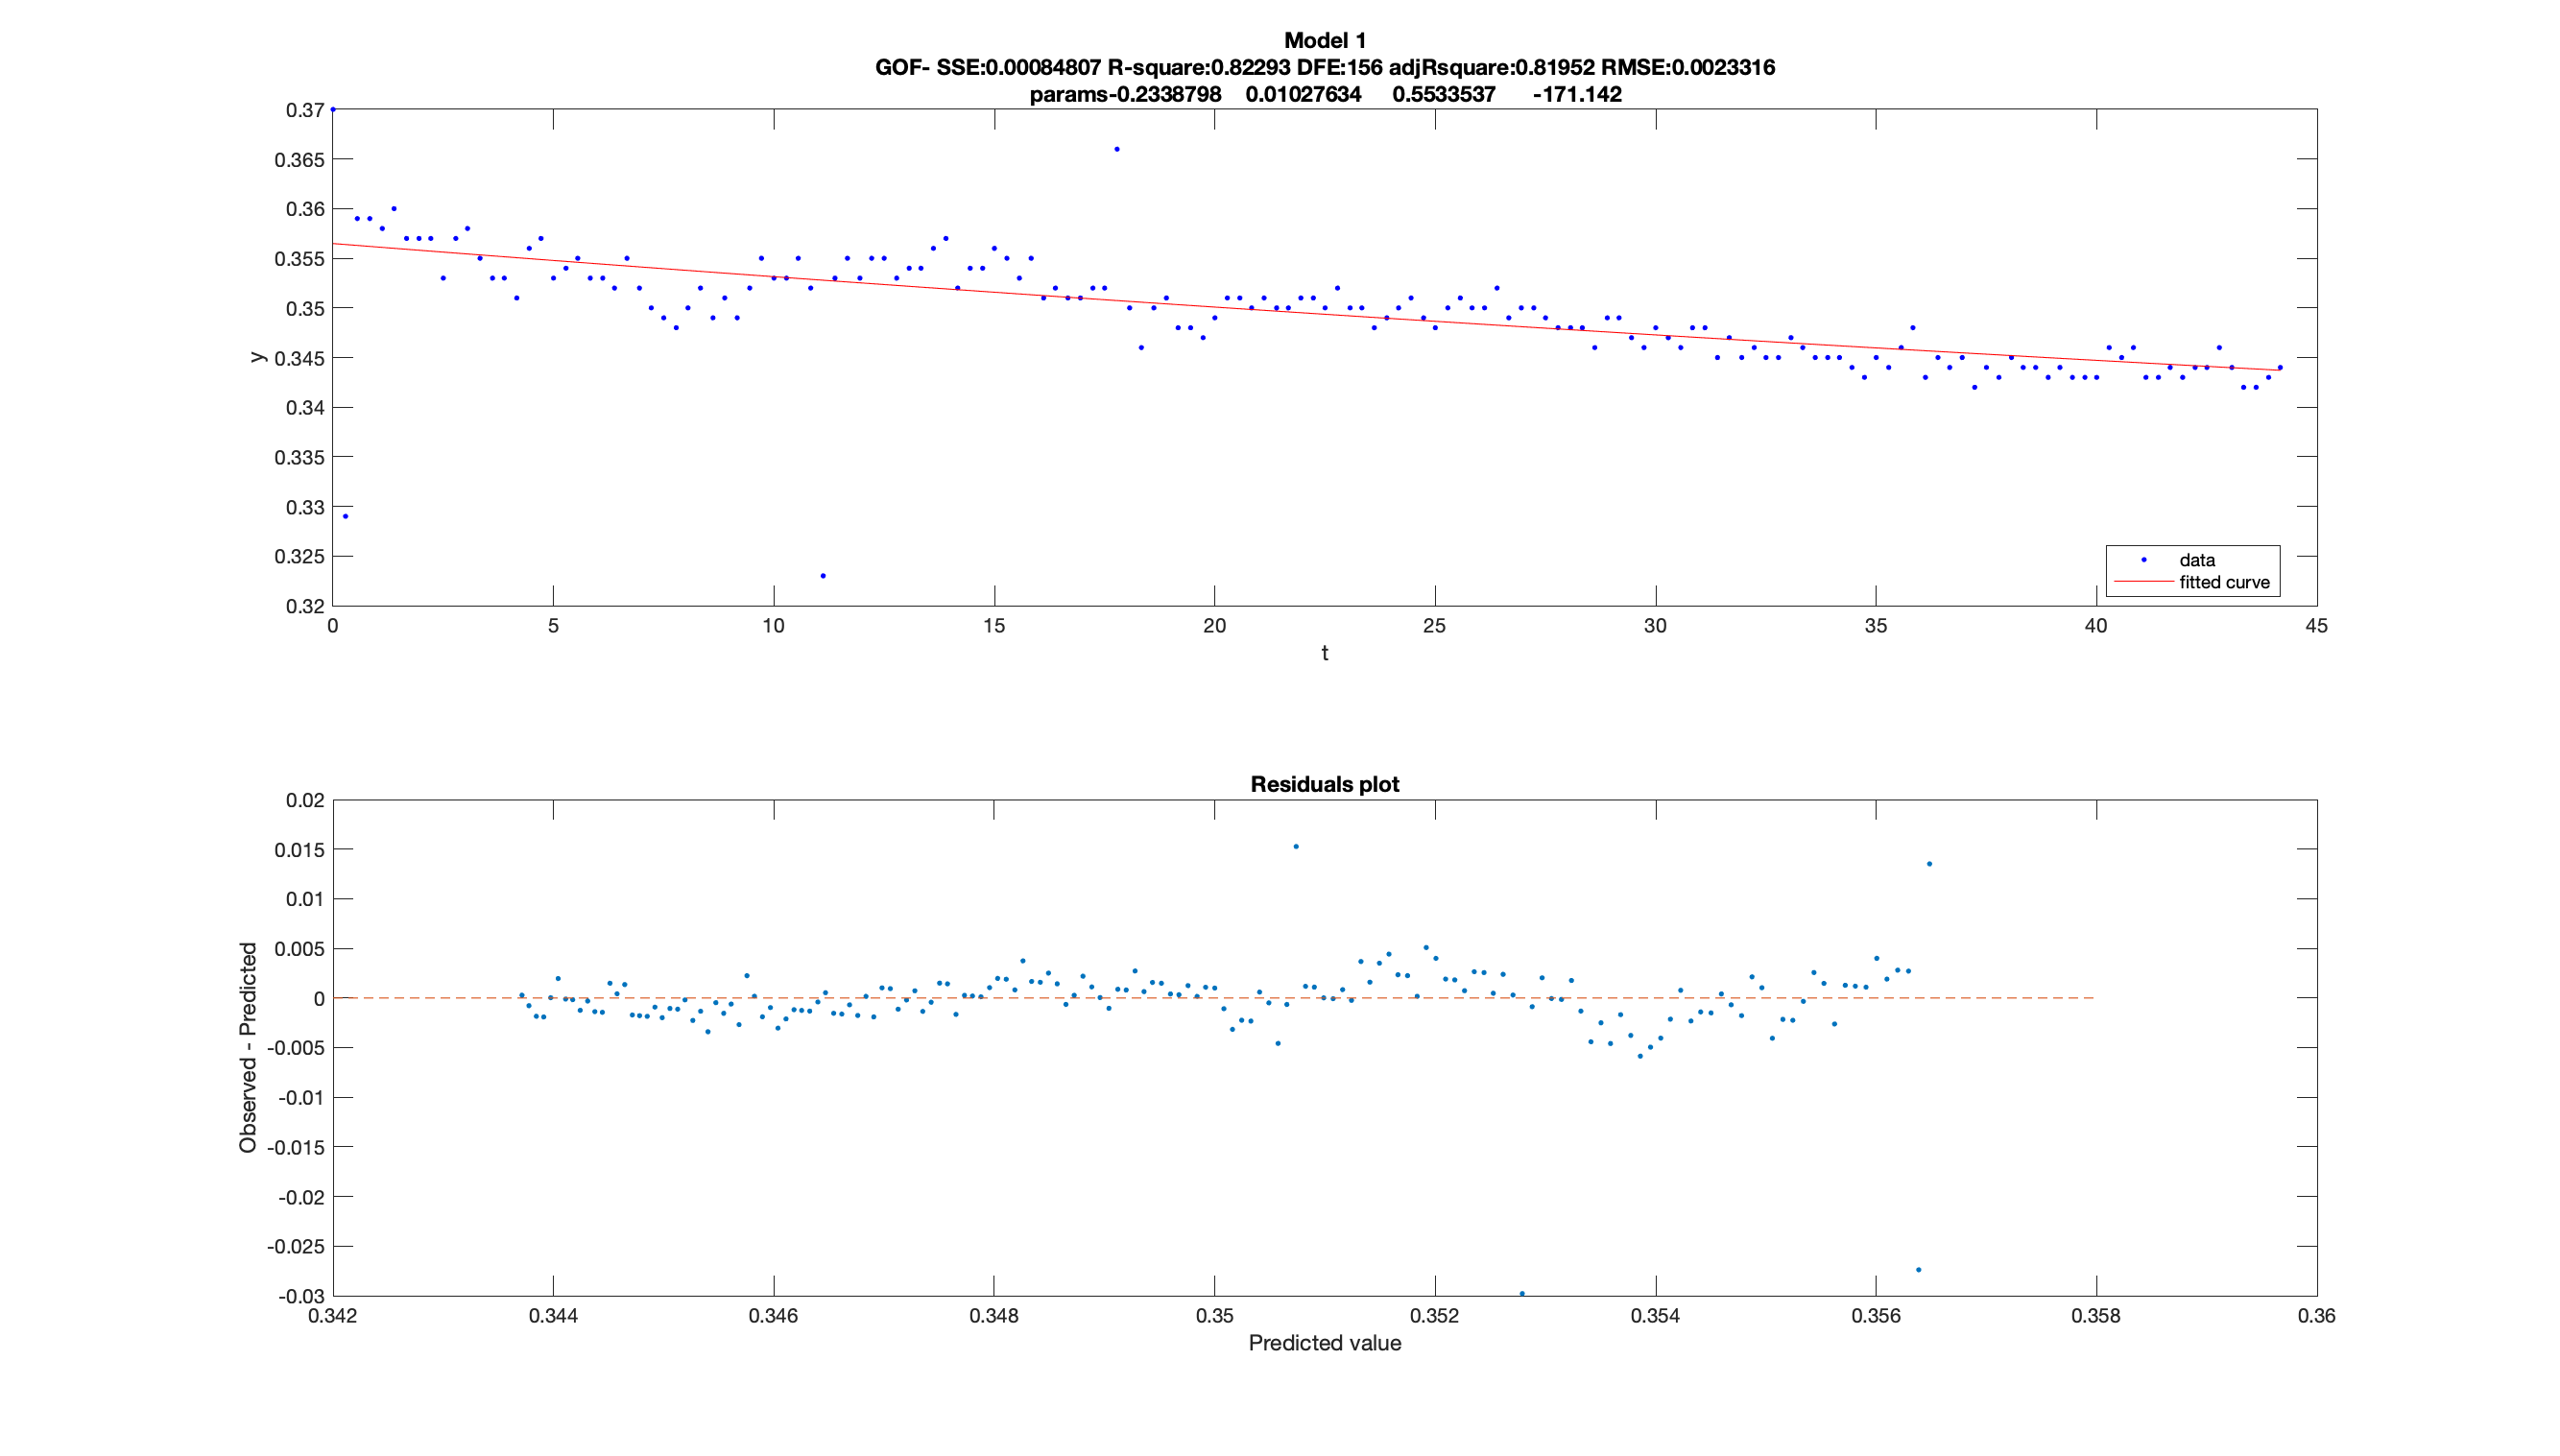 Model 1
GOF- SSE:0.00084807 R-square:0.82293 DFE:156 adjRsquare:0.81952 RMSE:0.0023316
params-0.2338798 0.01027634 0.5533537 -171.142
0.37
0.365
0.36
0.355
0.35
0.345
0.34
0.335
0.33
0.325
0.32
y
data
fitted curve
0 5 10 15 20 25 30 35 40 45
t
Residuals plot
0.02
0.015
0.01
0.005
0
-0.005
-0.01
-0.015
-0.02
-0.025
-0.03
Observed - Predicted
0.342 0.344 0.346 0.348 0.35 0.352 0.354 0.356 0.358 0.36
Predicted value